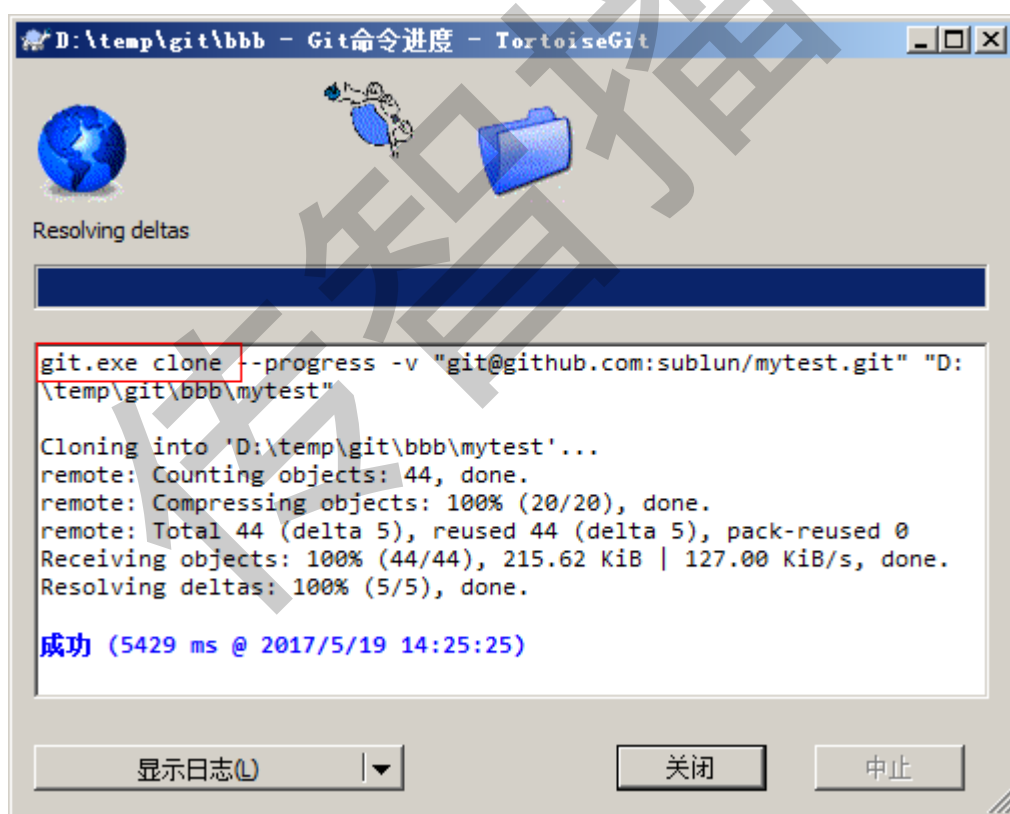 D:\temp\git\bbb - Git命令进度 - TortoiseGit
Resolving deltas
git.exe clone --progress -v "git@github.com:sublun/mytest.git" "D:
\temp\git\bbb\mytest"
Cloning into 'D:\temp\git\bbb\mytest'...
remote: Counting objects: 44, done.
remote: Compressing objects: 100% (20/20), done.
remote: Total 44 (delta 5), reused 44 (delta 5), pack-reused 0
Receiving objects: 100% (44/44), 215.62 KiB | 127.00 KiB/s, done.
Resolving deltas: 100% (5/5), done.
成功 (5429 ms @ 2017/5/19 14:25:25)
显示日志(L) 关闭 中止
传智播